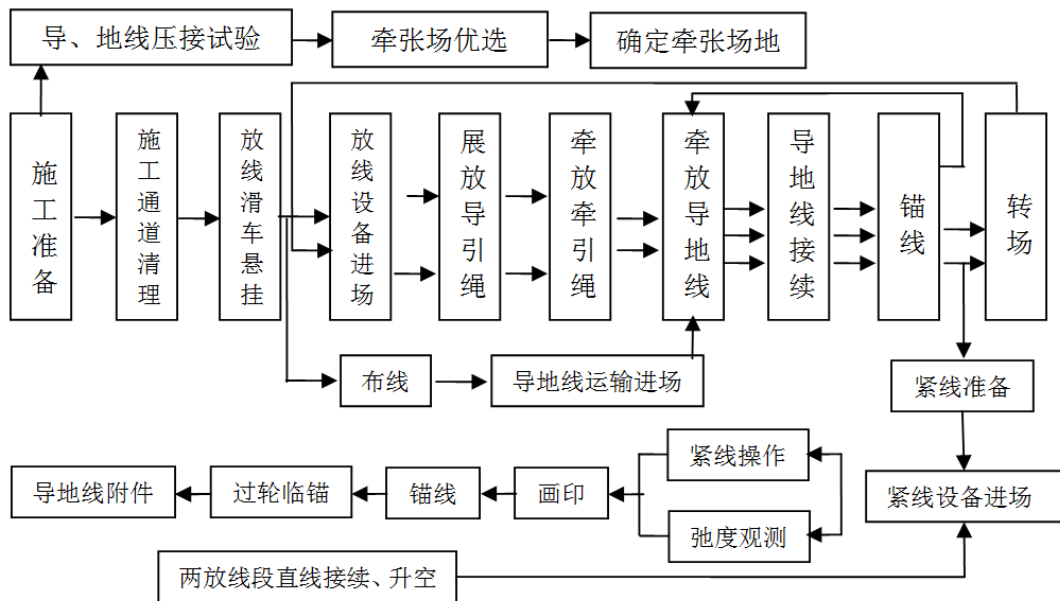 导、地线压接试验
牵张场优选
确定牵张场地
施工准备
施工通道清理
放线滑车悬挂
放线设备进场
展放导引绳
牵放牵引绳
牵放导地线
导地线接续
锚线
转场
布线
导地线运输进场
紧线准备
紧线操作
导地线附件
过轮临锚
锚线
画印
紧线设备进场
弛度观测
两放线段直线接续、升空